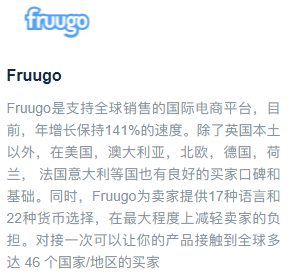 fruugo
Fruugo
Fruugo是支持全球销售的国际电商平台，目
前，年增长保持141%的速度。除了英国本土
以外，在美国，澳大利亚，北欧，德国，荷
兰， 法国意大利等国也有良好的买家口碑和
基础。同时，Fruugo为卖家提供17种语言和
22种货币选择，在最大程度上减轻卖家的负
担。对接一次可以让你的产品接触到全球多
达 46 个国家/地区的买家